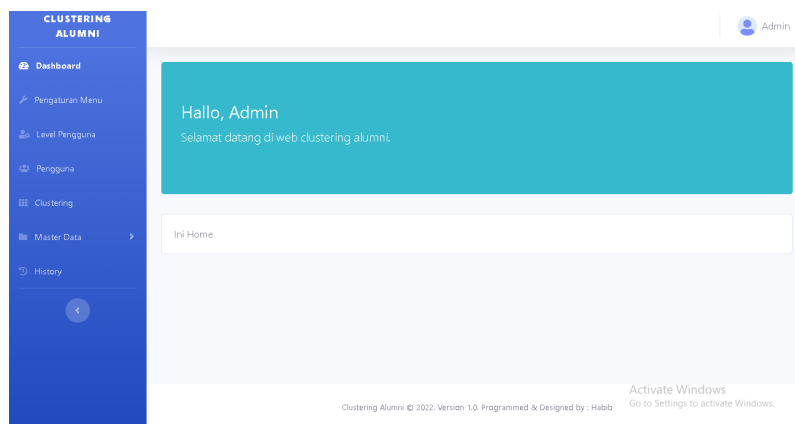 CLUSTERING
ALUMNI
Admin
Dashboard
Pengaturan Menu
Level Pengguna
Pengguna
Clustering
Master Data
History
Hallo, Admin
Selamat datang di web clustering alumni.
Ini Home
Activate Windows
Go to Settings to activate Windows.
Clustering Alumni © 2022. Version 1.0. Programmed & Designed by : Habib